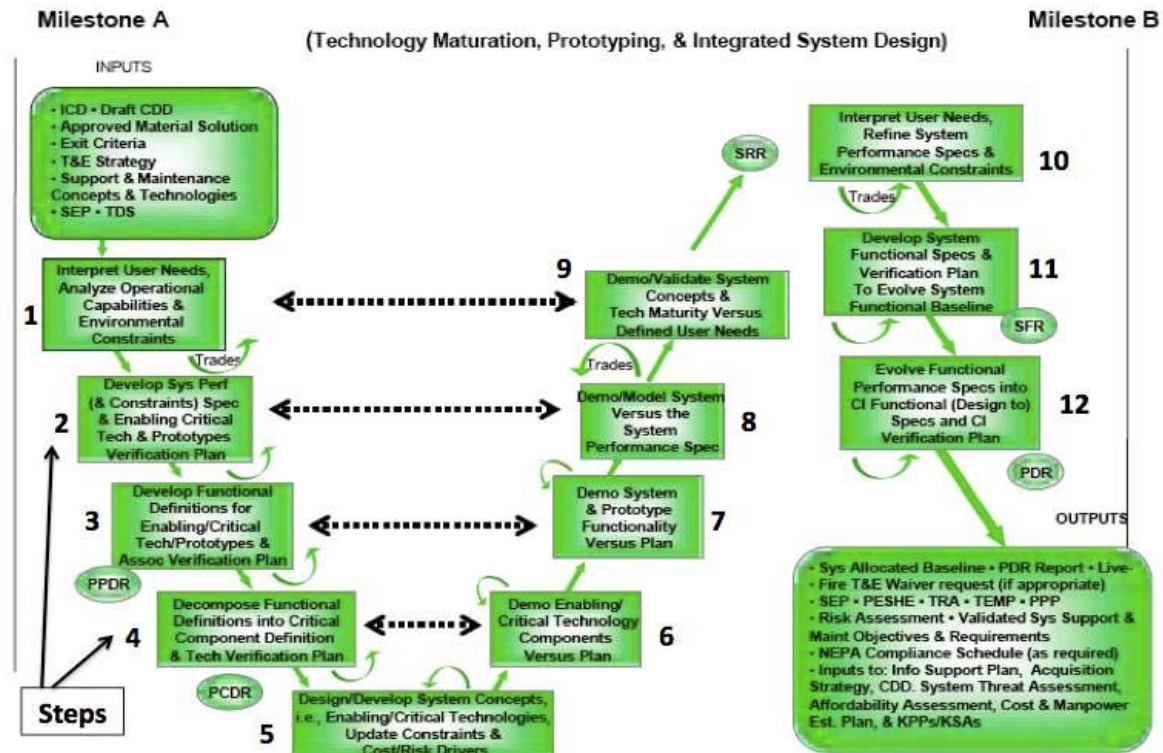 Milestone A
Milestone B
(Technology Maturation, Prototyping, & Integrated System Design)
INPUTS
• ICD • Draft CDD
• Approved Material Solution
• Exit Criteria
• T&E Strategy
• Support & Maintenance
Concepts & Technologies
• SEP • TDS
1
Interpret User Needs,
Analyze Operational
Capabilities &
Environmental
Constraints
Trades
2
Develop Sys Perf
(& Constraints) Spec
& Enabling Critical
Tech & Prototypes
Verification Plan
3
Develop Functional
Definitions for
Enabling/Critical
Tech/Prototypes &
Assoc Verification Plan
PPDR
4
Decompose Functional
Definitions into Critical
Component Definition
& Tech Verification Plan
PCDR
Steps
5
Design/Develop System Concepts,
i.e., Enabling/Critical Technologies,
Update Constraints &
Cost/Risk Drivers
6
Demo Enabling/
Critical Technology
Components
Versus Plan
7
Demo System
& Prototype
Functionality
Versus Plan
8
Demo/Model System
Versus the
System
Performance Spec
Trades
9
Demo/Validate System
Concepts &
Tech Maturity Versus
Defined User Needs
SRR
10
Interpret User Needs,
Refine System
Performance Specs &
Environmental Constraints
Trades
11
Develop System
Functional Specs &
Verification Plan
To Evolve System
Functional Baseline
SFR
12
Evolve Functional
Performance Specs into
CI Functional (Design to)
Specs and CI
Verification Plan
PDR
OUTPUTS
• Sys Allocated Baseline • PDR Report • Live-
• Fire T&E Waiver request (if appropriate)
• SEP • PESHE • TRA • TEMP • PPP
• Risk Assessment • Validated Sys Support &
Maint Objectives & Requirements
• NEPA Compliance Schedule (as required)
• Inputs to: Info Support Plan, Acquisition
Strategy, CDD. System Threat Assessment,
Affordability Assessment, Cost & Manpower
Est. Plan, & KPPs/KSAs